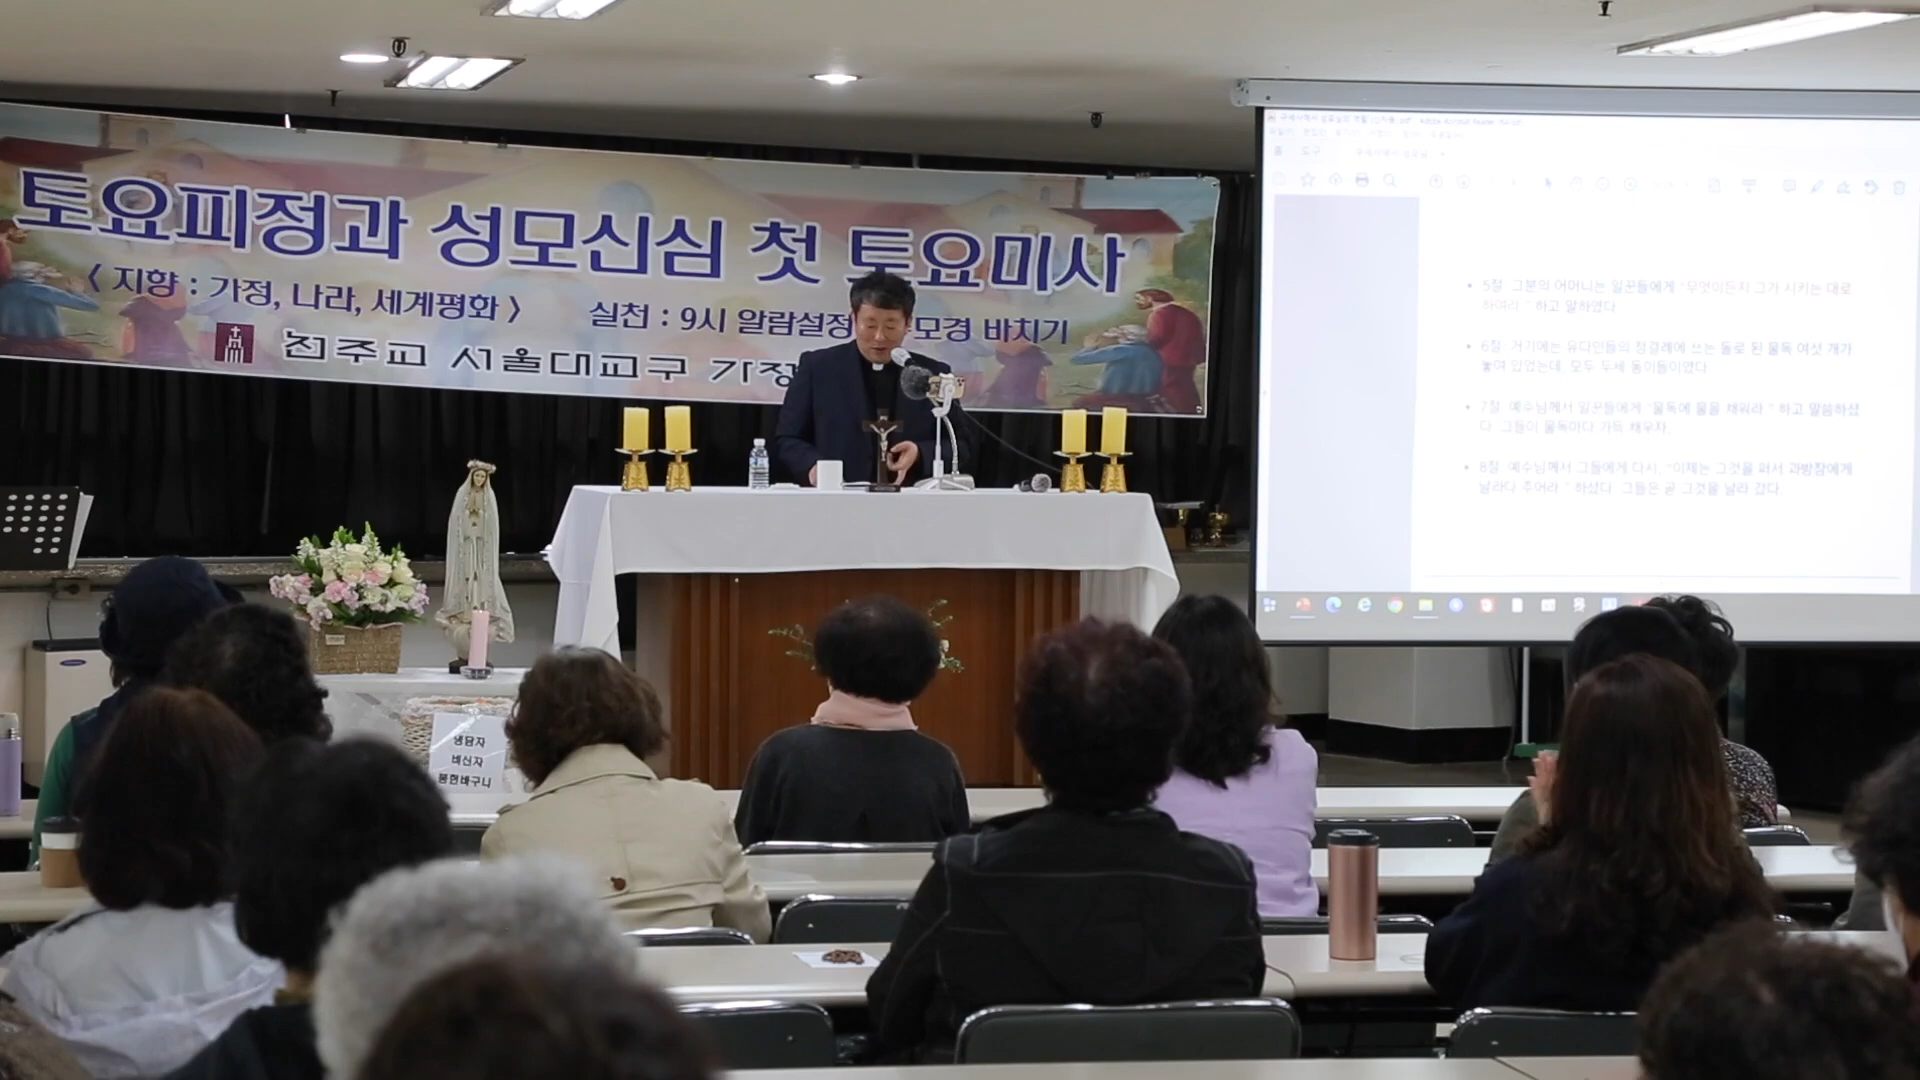 토요피정과 성모신심 첫 토요미사
< 지향 : 가정, 나라, 세계평화 > 실천 : 9시 알람설정 모경 바치기
천주교 서울대교구 가정
도구
• 5절. 그분의 어머니는 일꾼들에게 "무엇이든지 그가 시키는 대로
하여라." 하고 말하였다.
• 6절. 거기에는 유다인들의 정결례에 쓰는 돌로 된 물독 여섯 개가
놓여 있었는데, 모두 두세 동이들이였다.
• 7절. 예수님께서 일꾼들에게 "물독에 물을 채워라." 하고 말씀하셨
다. 그들이 물독마다 가득 채우자,
• 8절. 예수님께서 그들에게 다시, "이제는 그것을 퍼서 과방장에게
날라다 주어라." 하셨다. 그들은 곧 그것을 날라 갔다.
냉담자
비신자
봉헌바구니